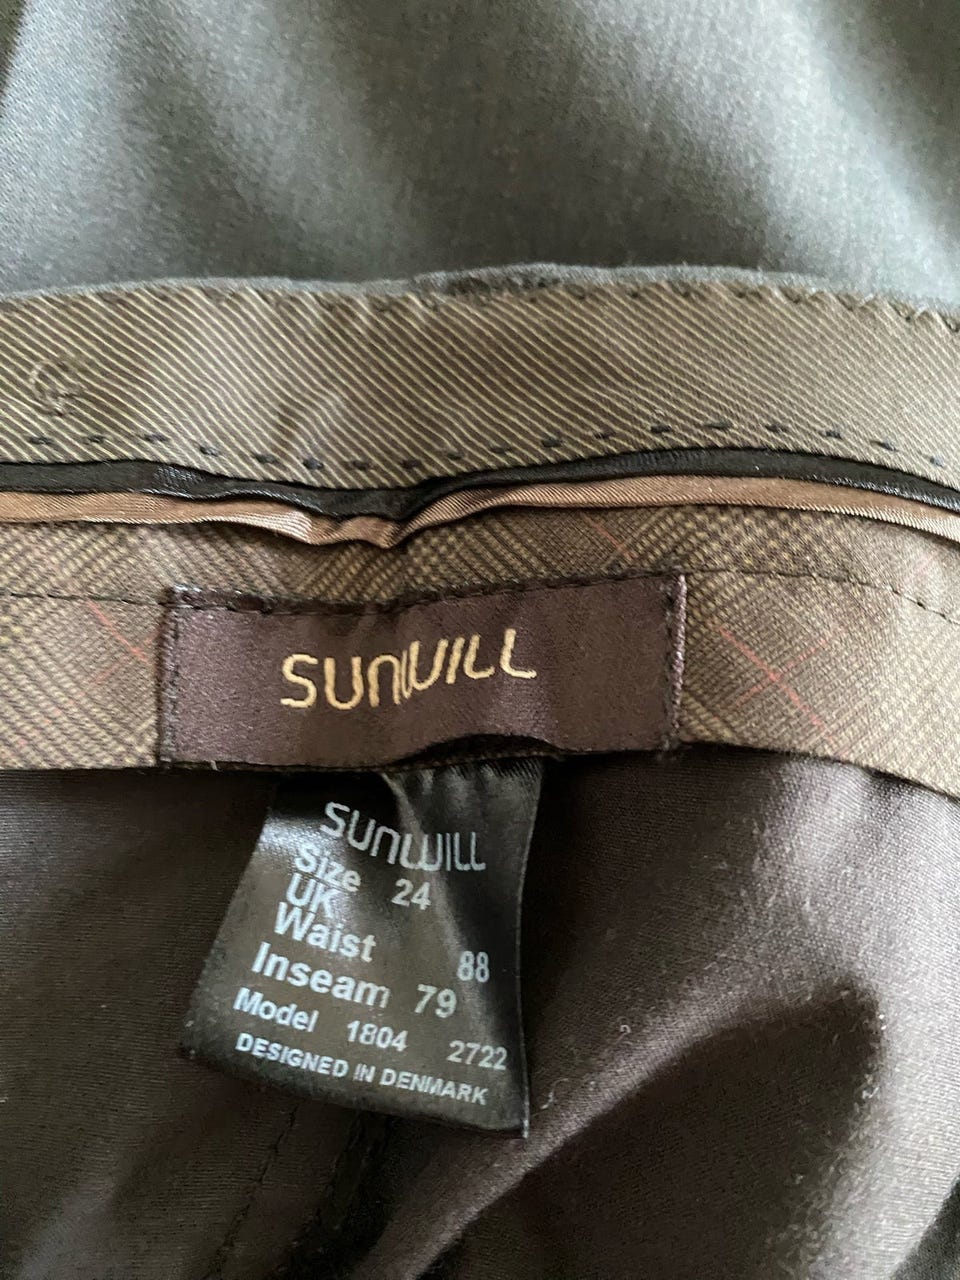 SUNWILL
SUNWILL
Size 24
UK
Waist 88
Inseam 79
Model 1804 2722
DESIGNED IN DENMARK